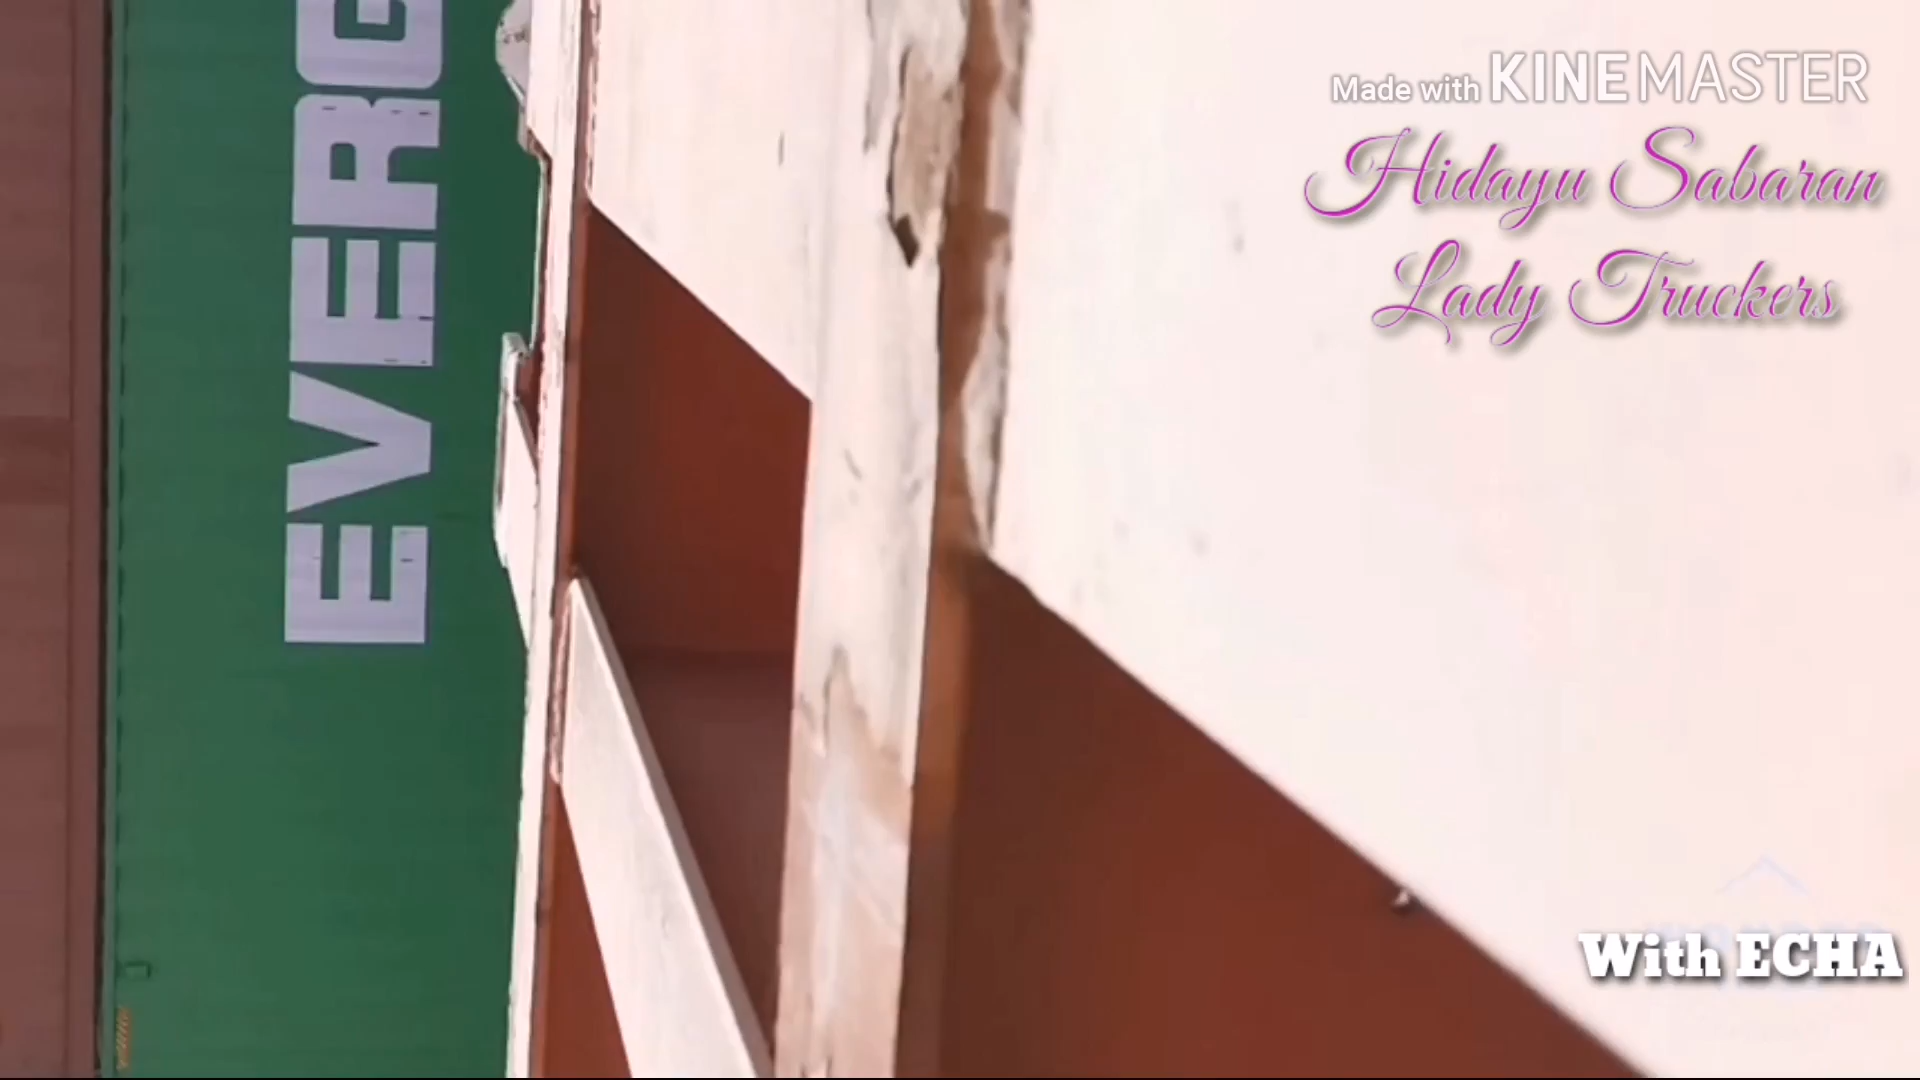 EVERG
Made with KINEMASTER
Hidayu Sabaran
Lady Truckers
With ECHA